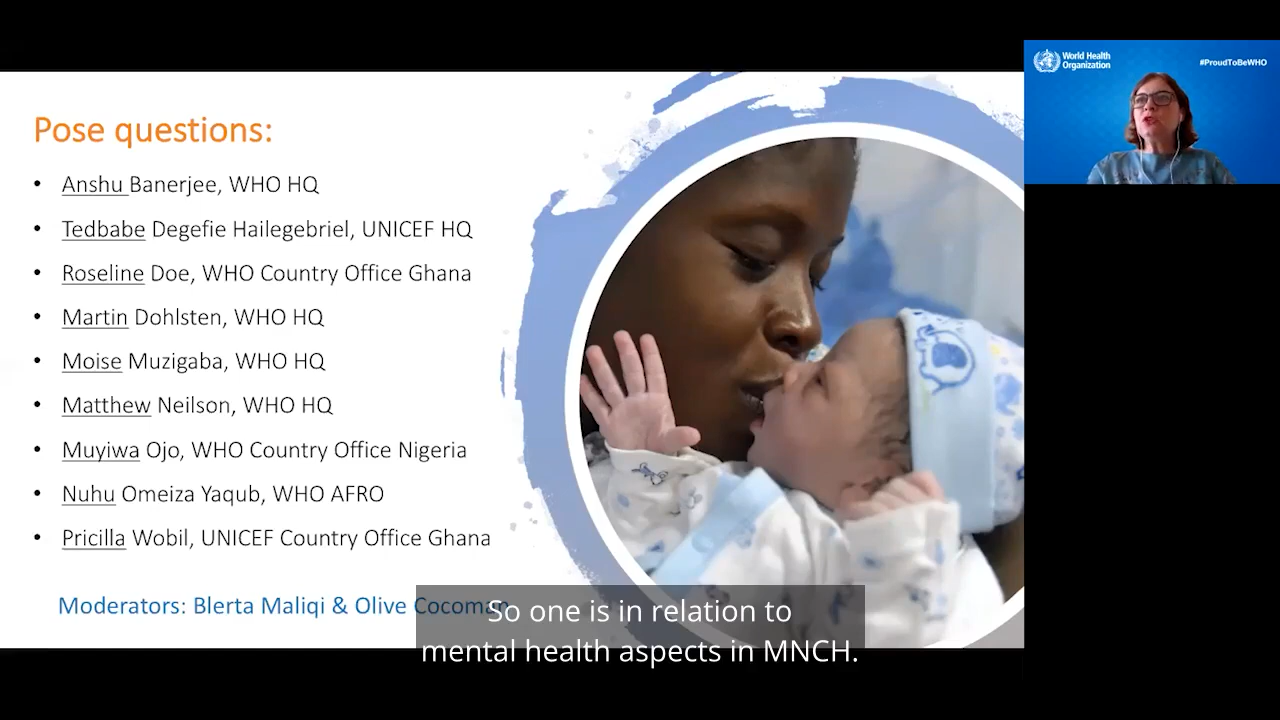 Pose questions:
• Anshu Banerjee, WHO HQ
• Tedbabe Degefie Hailegebriel, UNICEF HQ
• Roseline Doe, WHO Country Office Ghana
• Martin Dohlsten, WHO HQ
• Moise Muzigaba, WHO HQ
• Matthew Neilson, WHO HQ
• Muyiwa Ojo, WHO Country Office Nigeria
• Nuhu Omeiza Yaqub, WHO AFRO
• Pricilla Wobil, UNICEF Country Office Ghana
Moderators: Blerta Maliqi & Olive Cocoman
So one is in relation to
mental health aspects in MNCH.
World Health
Organization
#ProudToBeWHO